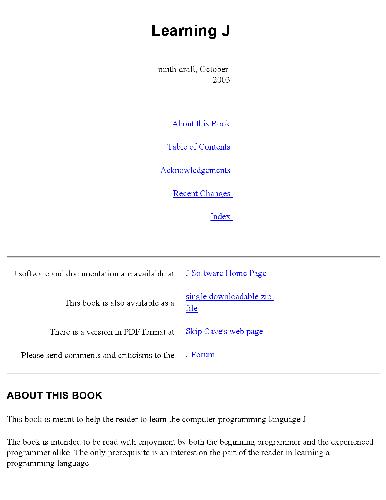 Learning J
ninth draft, October
2003
About this Book
Table of Contents
Acknowledgements
Recent Changes
Index
J software and documentation are available at J Software Home Page
This book is also available as a single downloadable zip
file
There is a version in PDF format at Skip Cave's web page
Please send comments and criticisms to the J Forum
ABOUT THIS BOOK
This book is meant to help the reader to learn the computer-programming language J
The book is intended to be read with enjoyment by both the beginning programmer and the experienced
programmer alike. The only prerequisite is an interest on the part of the reader in learning a
programming language